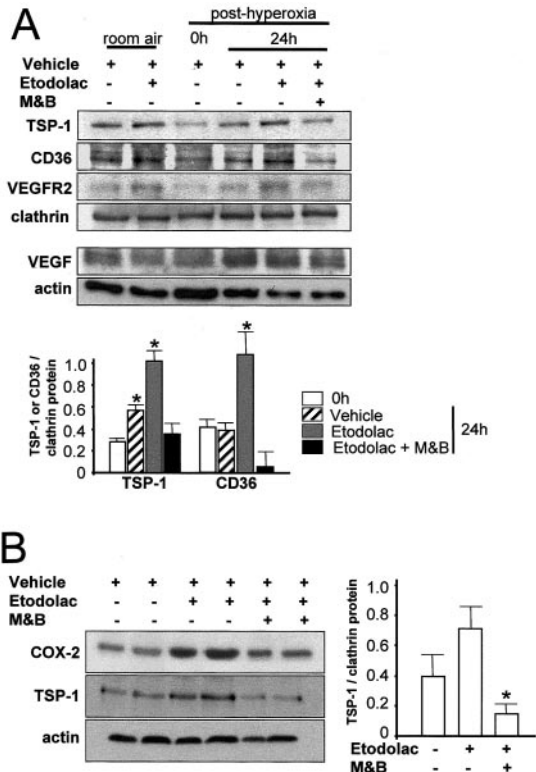 A
post-hyperoxia
room air 0h 24h
Vehicle + + + + + +
Etodolac - + - - + +
M&B - - - - - +
TSP-1
CD36
VEGFR2
clathrin
VEGF
actin
TSP-1 or CD36 /
clathrin protein
1.0
0.8
0.6
0.4
0.2
0
* * *
TSP-1 CD36
0h
Vehicle
Etodolac
Etodolac + M&B
24h
B
Vehicle + + + + + +
Etodolac - - + + + +
M&B - - - - + +
COX-2
TSP-1
actin
TSP-1 / clathrin protein
1.0
0.8
0.6
0.4
0.2
0
*
Etodolac - + +
M&B - - +